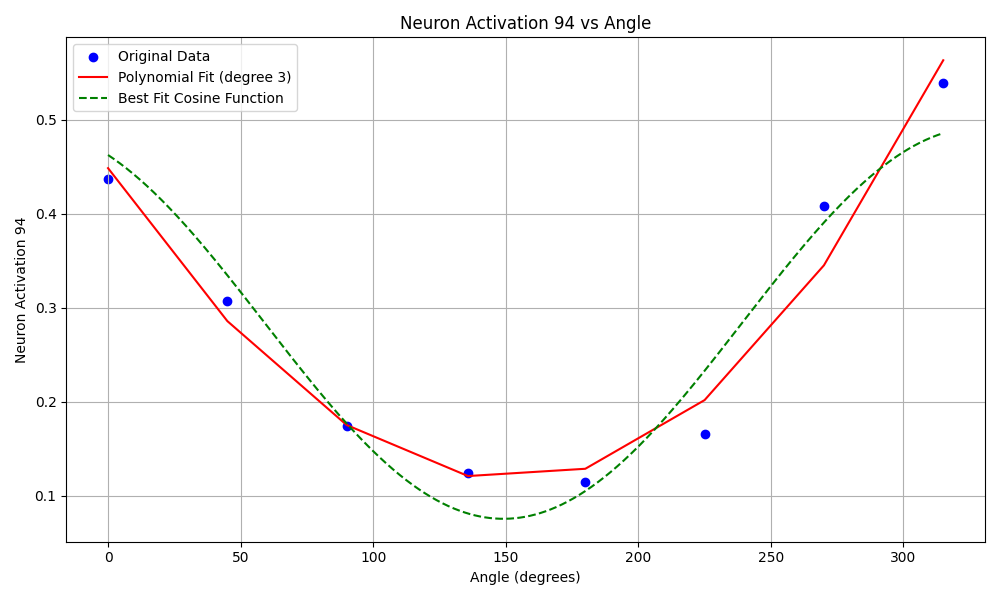 Neuron Activation 94 vs Angle
Original Data
Polynomial Fit (degree 3)
Best Fit Cosine Function
Neuron Activation 94
0.5
0.4
0.3
0.2
0.1
0 50 100 150 200 250 300
Angle (degrees)